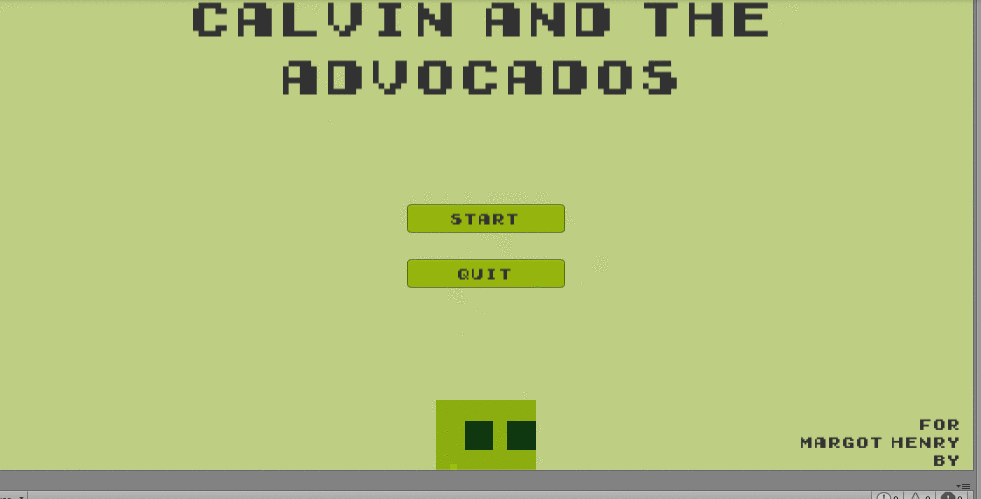 CALVIN AND THE
ADVOCADOS
START
QUIT
FOR
MARGOT HENRY
BY